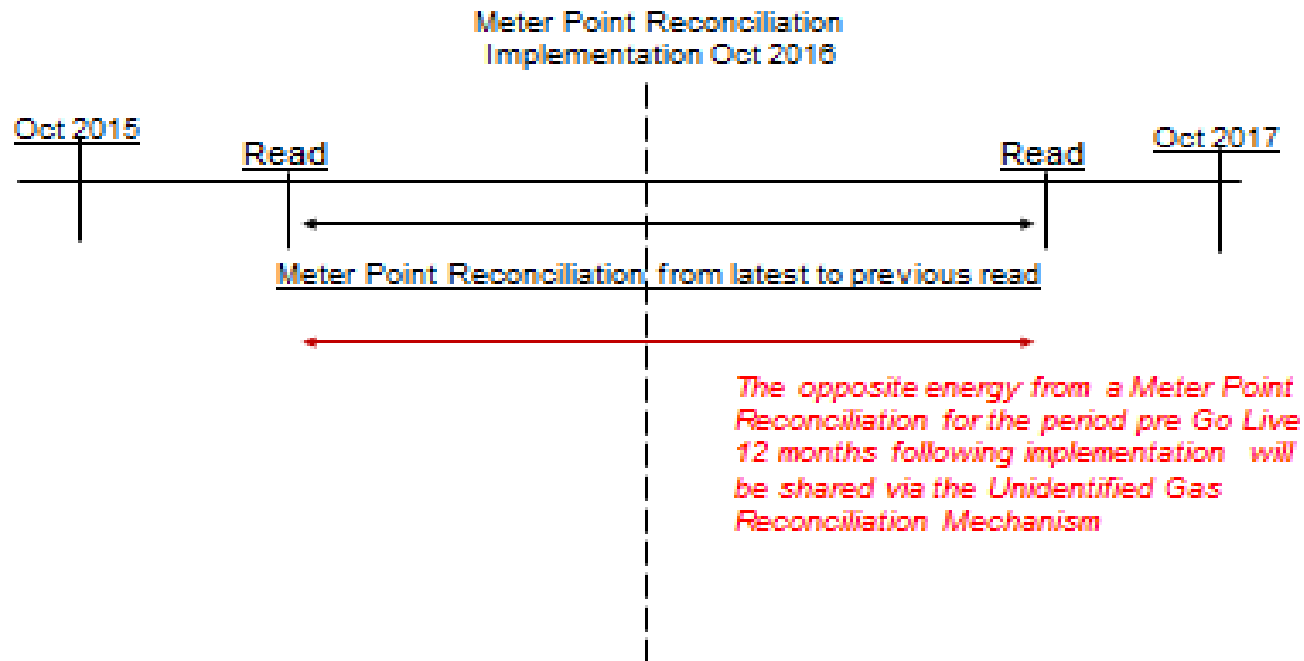 Meter Point Reconciliation
Implementation Oct 2016
Oct 2015
Read
Read
Oct 2017
Meter Point Reconciliation, from latest to previous read
The opposite energy from a Meter Point
Reconciliation for the period pre Go Live
12 months following implementation will
be shared via the Unidentified Gas
Reconciliation Mechanism